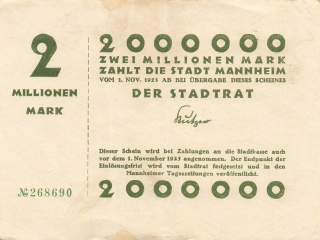 2
MILLIONEN
MARK
№268690
2000000
ZWEI MILLIONEN MARK
ZAHLT DIE STADT MANNHEIM
VOM 1. NOV. 1923 AB BEI ÜBERGABE DIESES SCHEINES
DER STADTRAT
Dieser Schein wird bei Zahlungen an die Stadtkasse auch
vor dem 1. November 1923 angenommen. Der Endpunkt der
Einlösungsfrist wird vom Stadtrat festgesetzt und in den
Mannheimer Tageszeitungen veröffentlicht.
2000000